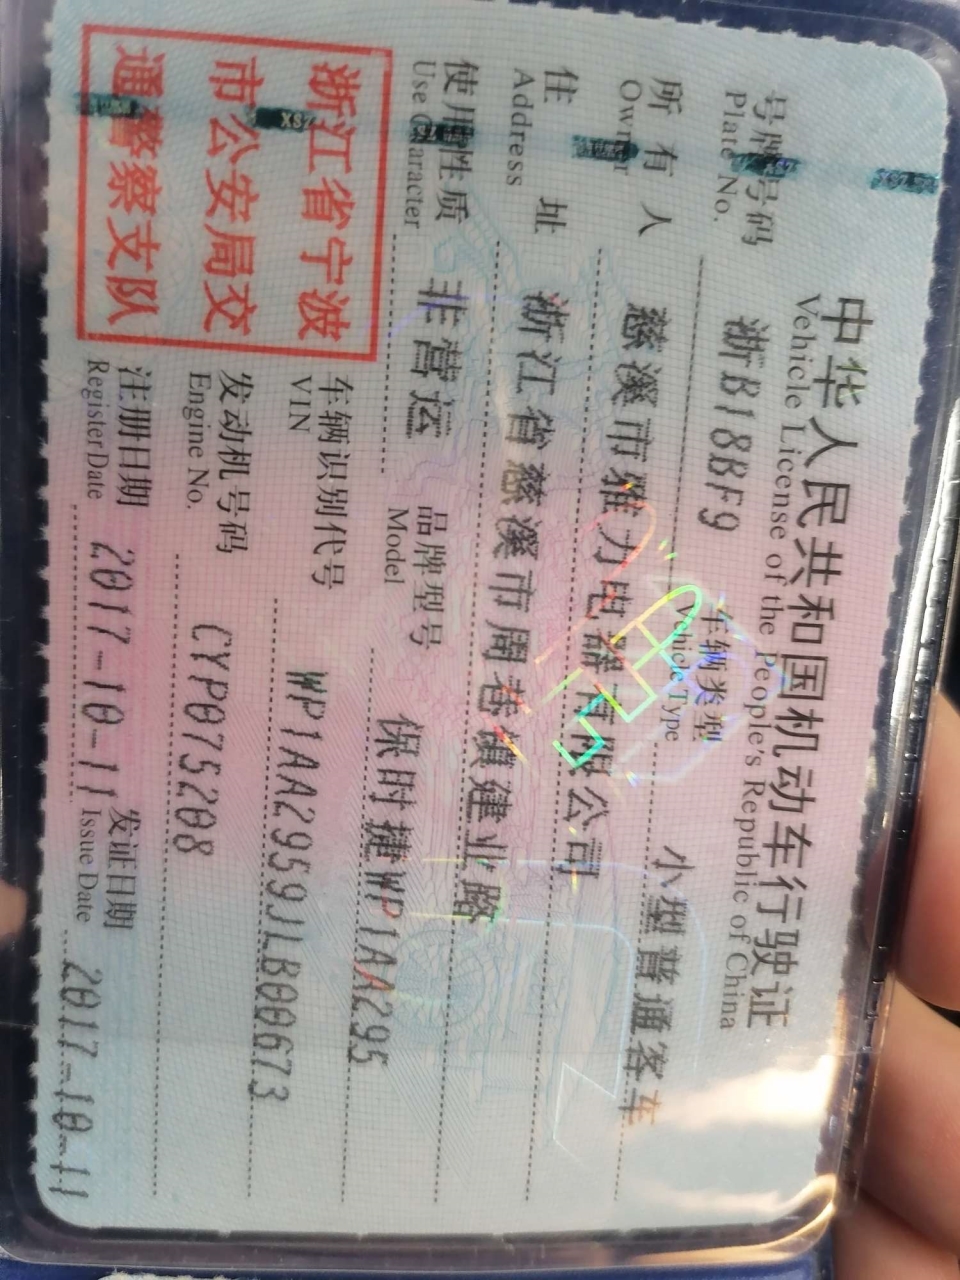 中华人民共和国机动车行驶证
Vehicle License of the People's Republic of China
号牌号码 浙B18BF9 车辆类型 小型普通客车
Plate No. Vehicle Type
所有人 慈溪市雅力电器有限公司
Owner
住址 浙江省慈溪市周巷镇建业路
Address
使用性质 非营运 品牌型号 保时捷WP1AA295
Use Character Model
浙江省宁波
市公安局交
通警察支队
车辆识别代号 WP1AA2959JLB00673
VIN
发动机号码 CYP075208
Engine No.
注册日期 2017-10-11 发证日期 2017-10-11
Register Date Issue Date